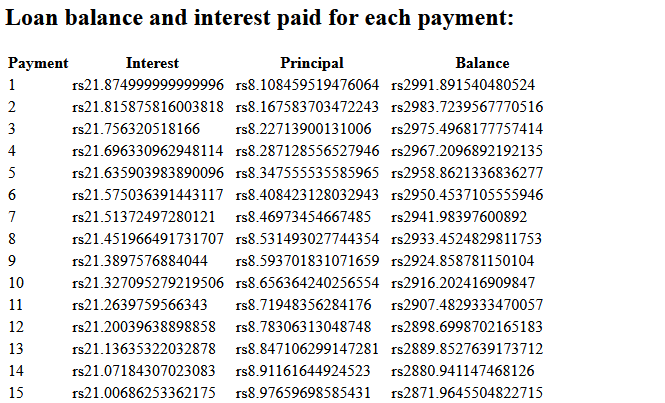 Loan balance and interest paid for each payment:
Payment Interest Principal Balance
1 rs21.874999999999996 rs8.108459519476064 rs2991.891540480524
2 rs21.815875816003818 rs8.167583703472243 rs2983.7239567770516
3 rs21.756320518166 rs8.22713900131006 rs2975.4968177757414
4 rs21.696330962948114 rs8.287128556527946 rs2967.2096892192135
5 rs21.635903983890096 rs8.347555535585965 rs2958.8621336836277
6 rs21.575036391443117 rs8.408423128032943 rs2950.4537105555946
7 rs21.51372497280121 rs8.46973454667485 rs2941.98397600892
8 rs21.451966491731707 rs8.531493027744354 rs2933.4524829811753
9 rs21.3897576884044 rs8.593701831071659 rs2924.858781150104
10 rs21.327095279219506 rs8.656364240256554 rs2916.202416909847
11 rs21.2639759566343 rs8.71948356284176 rs2907.4829333470057
12 rs21.20039638898858 rs8.78306313048748 rs2898.6998702165183
13 rs21.13635322032878 rs8.847106299147281 rs2889.8527639173712
14 rs21.07184307023083 rs8.91161644924523 rs2880.941147468126
15 rs21.00686253362175 rs8.97659698585431 rs2871.9645504822715